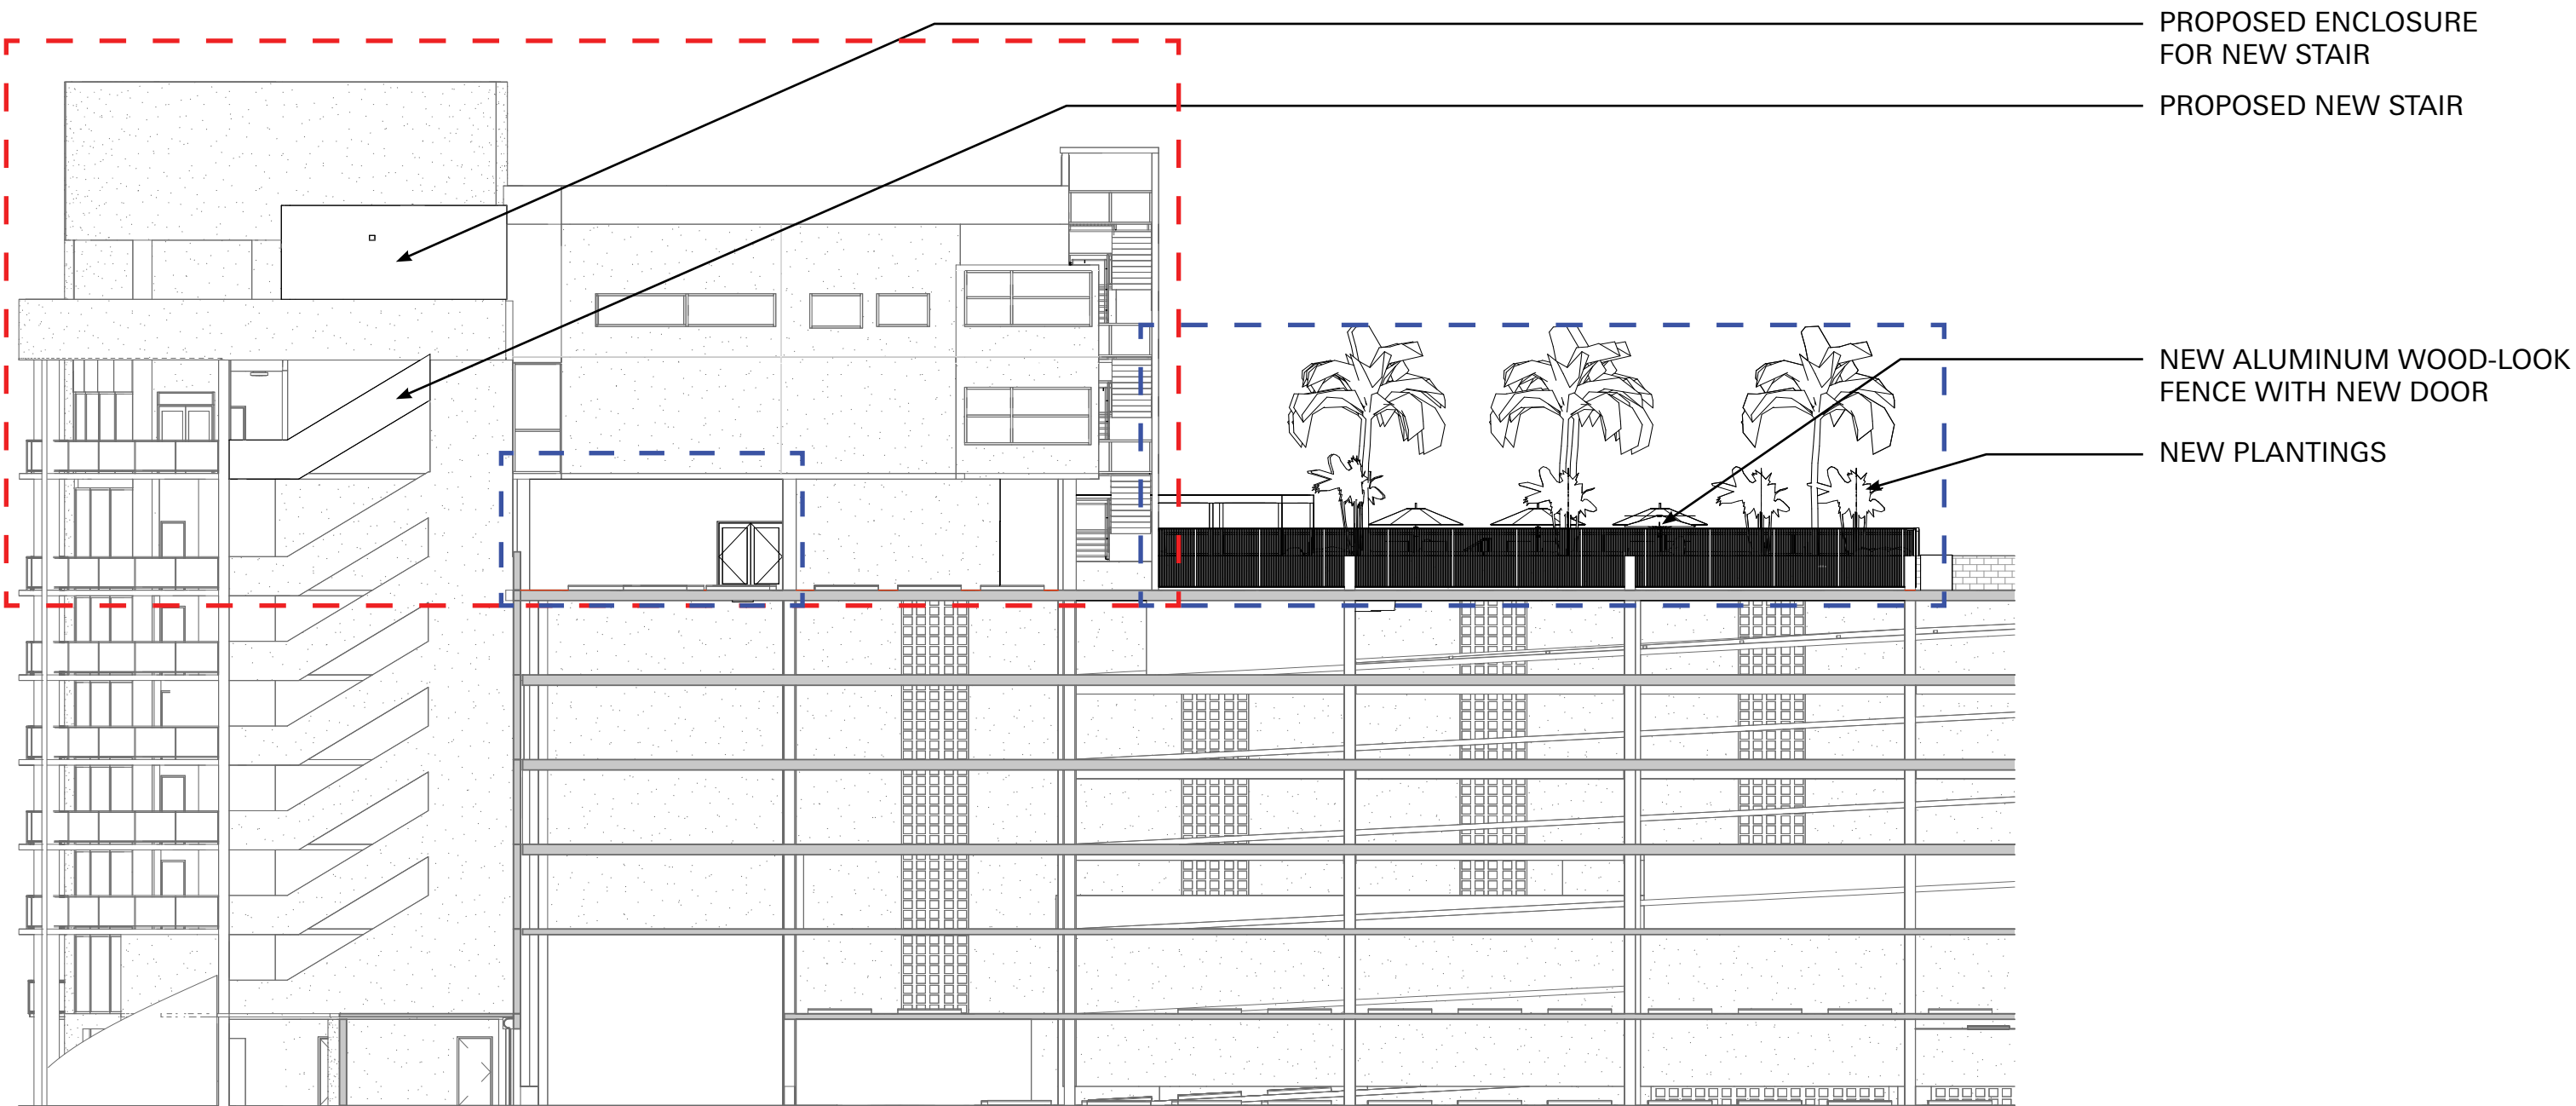 PROPOSED ENCLOSURE
FOR NEW STAIR
PROPOSED NEW STAIR
NEW ALUMINUM WOOD-LOOK
FENCE WITH NEW DOOR
NEW PLANTINGS